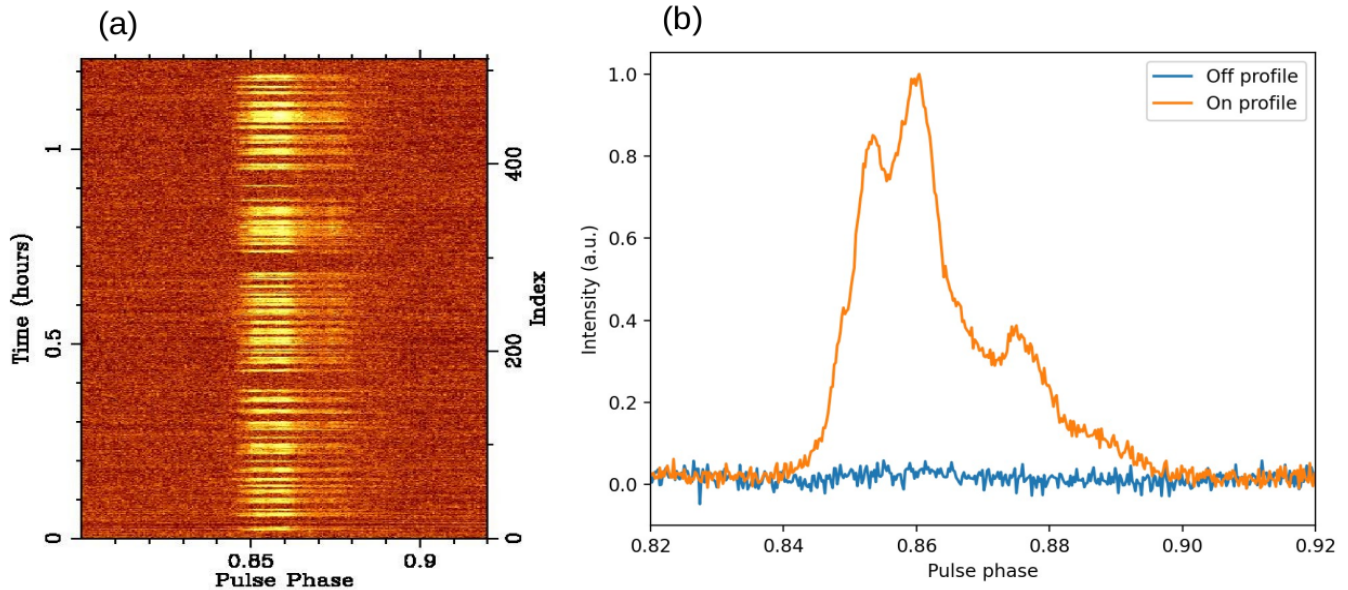 (a)
Time (hours)
1
0.5
0
400
200
0
Index
0.85
0.9
Pulse Phase
(b)
Intensity (a.u.)
1.0
0.8
0.6
0.4
0.2
0.0
Off profile
On profile
0.82
0.84
0.86
0.88
0.90
0.92
Pulse phase